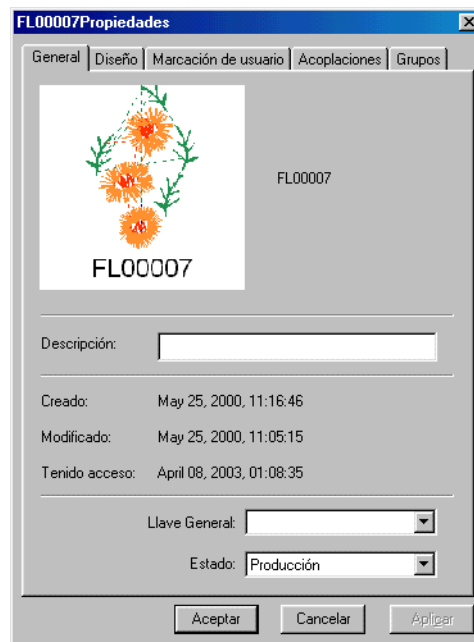 FL00007Propiedades
General Diseño Marcación de usuario Acoplaciones Grupos
FL00007
FL00007
Descripción:
Creado: May 25, 2000, 11:16:46
Modificado: May 25, 2000, 11:05:15
Tenido acceso: April 08, 2003, 01:08:35
Llave General:
Estado: Producción
Aceptar Cancelar Aplicar